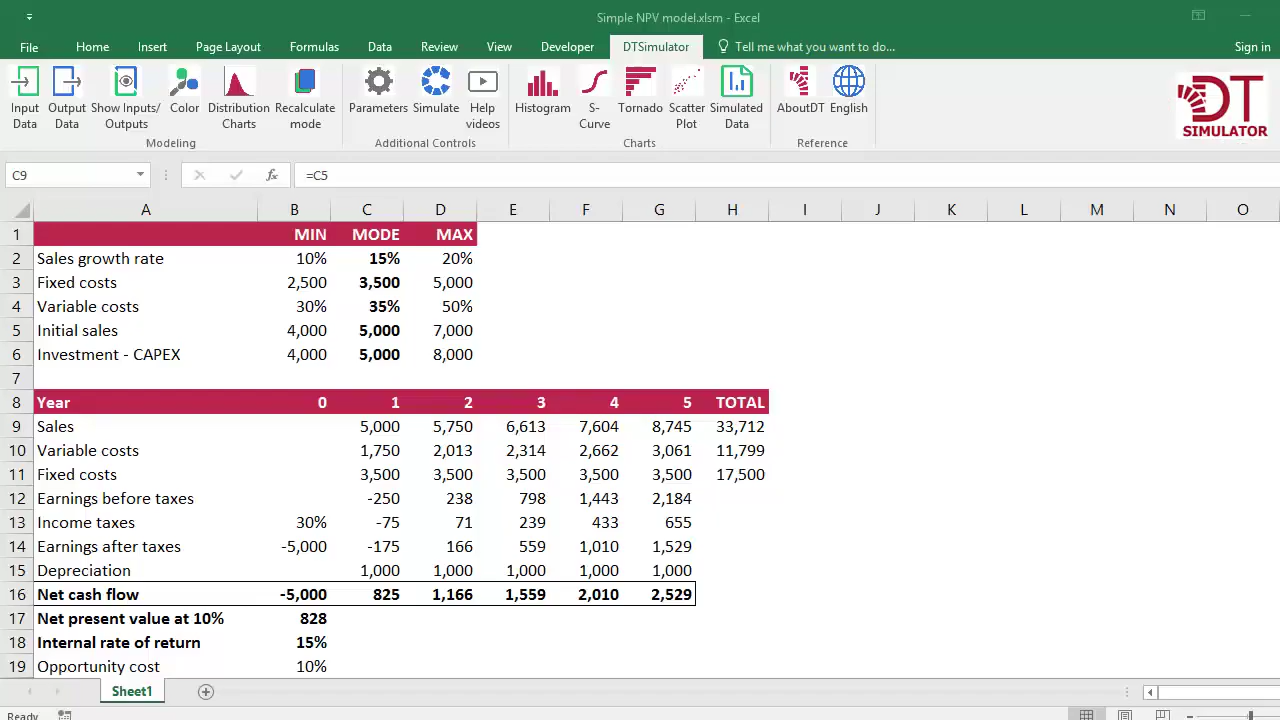 Simple NPV model.xlsm - Excel
File Home Insert Page Layout Formulas Data Review View Developer DTSimulator Tell me what you want to do... Sign in
Input Data Output Data Show Inputs/ Outputs Color Distribution Charts Recalculate mode Parameters Simulate Help videos Histogram S- Curve Tornado Scatter Plot Simulated Data AboutDT English DT SIMULATOR
Modeling Additional Controls Charts Reference
C9 fx =C5
A B C D E F G H I J K L M N O
1 MIN MODE MAX
2 Sales growth rate 10% 15% 20%
3 Fixed costs 2,500 3,500 5,000
4 Variable costs 30% 35% 50%
5 Initial sales 4,000 5,000 7,000
6 Investment - CAPEX 4,000 5,000 8,000
7
8 Year 0 1 2 3 4 5 TOTAL
9 Sales 5,000 5,750 6,613 7,604 8,745 33,712
10 Variable costs 1,750 2,013 2,314 2,662 3,061 11,799
11 Fixed costs 3,500 3,500 3,500 3,500 3,500 17,500
12 Earnings before taxes -250 238 798 1,443 2,184
13 Income taxes 30% -75 71 239 433 655
14 Earnings after taxes -5,000 -175 166 559 1,010 1,529
15 Depreciation 1,000 1,000 1,000 1,000 1,000
16 Net cash flow -5,000 825 1,166 1,559 2,010 2,529
17 Net present value at 10% 828
18 Internal rate of return 15%
19 Opportunity cost 10%
Sheet1
Ready